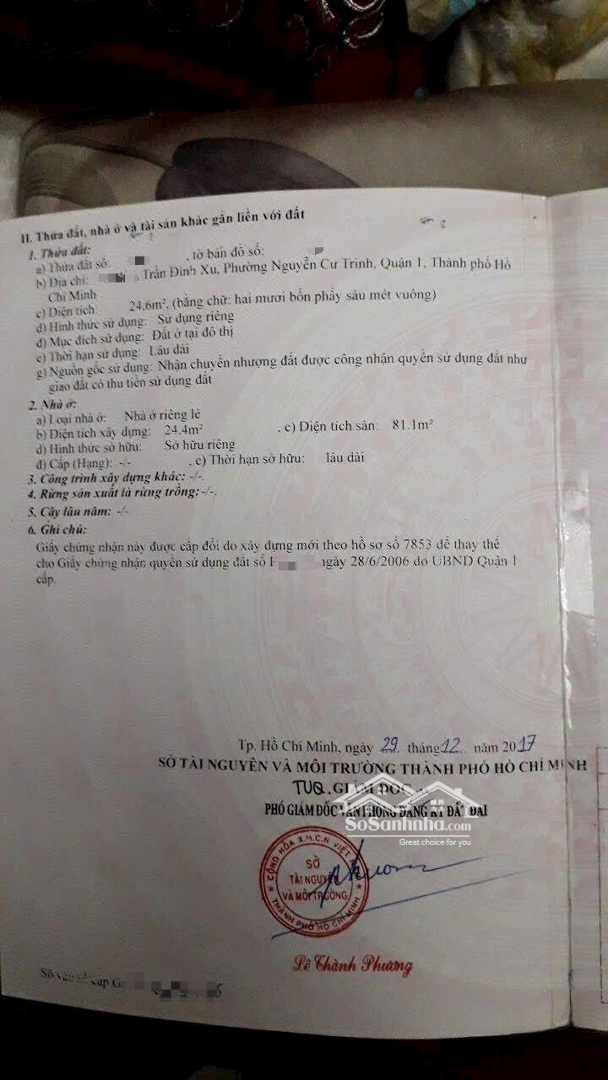 II. Thửa đất, nhà ở và tài sản khác gắn liền với đất
1. Thửa đất:
a) Thửa đất số: , tờ bản đồ số:
b) Địa chỉ: , Trần Đình Xu, Phường Nguyễn Cư Trinh, Quận 1, Thành phố Hồ
Chí Minh
c) Diện tích: 24,6m², (bằng chữ: hai mươi bốn phẩy sáu mét vuông)
d) Hình thức sử dụng: Sử dụng riêng
đ) Mục đích sử dụng: Đất ở tại đô thị
e) Thời hạn sử dụng: Lâu dài
g) Nguồn gốc sử dụng: Nhận chuyển nhượng đất được công nhận quyền sử dụng đất như
giao đất có thu tiền sử dụng đất
2. Nhà ở:
a) Loại nhà ở: Nhà ở riêng lẻ
b) Diện tích xây dựng: 24.4m² , c) Diện tích sàn: 81.1m²
d) Hình thức sở hữu: Sở hữu riêng
đ) Cấp (Hạng): -/- , e) Thời hạn sở hữu: lâu dài
3. Công trình xây dựng khác: -/-.
4. Rừng sản xuất là rừng trồng: -/-.
5. Cây lâu năm: -/-
6. Ghi chú:
Giấy chứng nhận này được cấp đổi do xây dựng mới theo hồ sơ số 7853 để thay thế
cho Giấy chứng nhận quyền sử dụng đất số ngày 28/6/2006 do UBND Quận 1
cấp.
Tp. Hồ Chí Minh, ngày 29 tháng 12 năm 2017
SỞ TÀI NGUYÊN VÀ MÔI TRƯỜNG THÀNH PHỐ HỒ CHÍ MINH
TUQ. GIÁM ĐỐC
PHÓ GIÁM ĐỐC VĂN PHÒNG ĐĂNG KÝ ĐẤT ĐAI
SoSanhnha.com
Great choice for you
CỘNG HÒA X.H.C.N VIỆT
SỞ
TÀI NGUYÊN
VÀ MÔI TRƯỜNG
THÀNH PHỐ HỒ CHÍ MINH
Lê Thành Phương
Số vào sổ cấp G